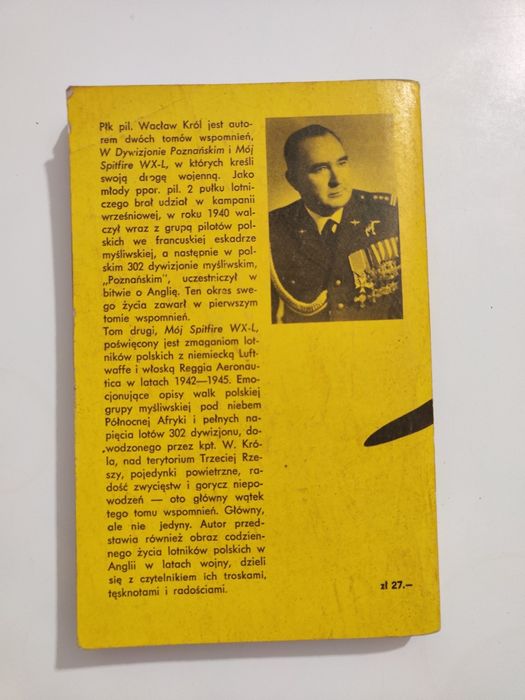 Płk pil. Wacław Król jest auto-
rem dwóch tomów wspomnień,
W Dywizjonie Poznańskim i Mój
Spitfire WX-L, w których kreśli
swoją drogę wojenną. Jako
młody ppor. pil. 2 pułku lotni-
czego brał udział w kampanii
wrześniowej, w roku 1940 wal-
czył wraz z grupą pilotów pol-
skich we francuskiej eskadrze
myśliwskiej, a następnie w pol-
skim 302 dywizjonie myśliwskim,
„Poznańskim", uczestniczył w
bitwie o Anglię. Ten okres swe-
go życia zawarł w pierwszym
tomie wspomnień.
Tom drugi, Mój Spitfire WX-L,
poświęcony jest zmaganiom lot-
ników polskich z niemiecką Luft-
waffe i włoską Reggia Aeronau-
tica w latach 1942—1945. Emo-
cjonujące opisy walk polskiej
grupy myśliwskiej pod niebem
Północnej Afryki i pełnych na-
pięcia lotów 302 dywizjonu, do-
wodzonego przez kpt. W. Kró-
la, nad terytorium Trzeciej Rze-
szy, pojedynki powietrzne, ra-
dość zwycięstw i gorycz niepo-
wodzeń — oto główny wątek
tego tomu wspomnień. Główny,
ale nie jedyny. Autor przed-
stawia również obraz codzien-
nego życia lotników polskich w
Anglii w latach wojny, dzieli
się z czytelnikiem ich troskami,
tęsknotami i radościami.
zł 27.—